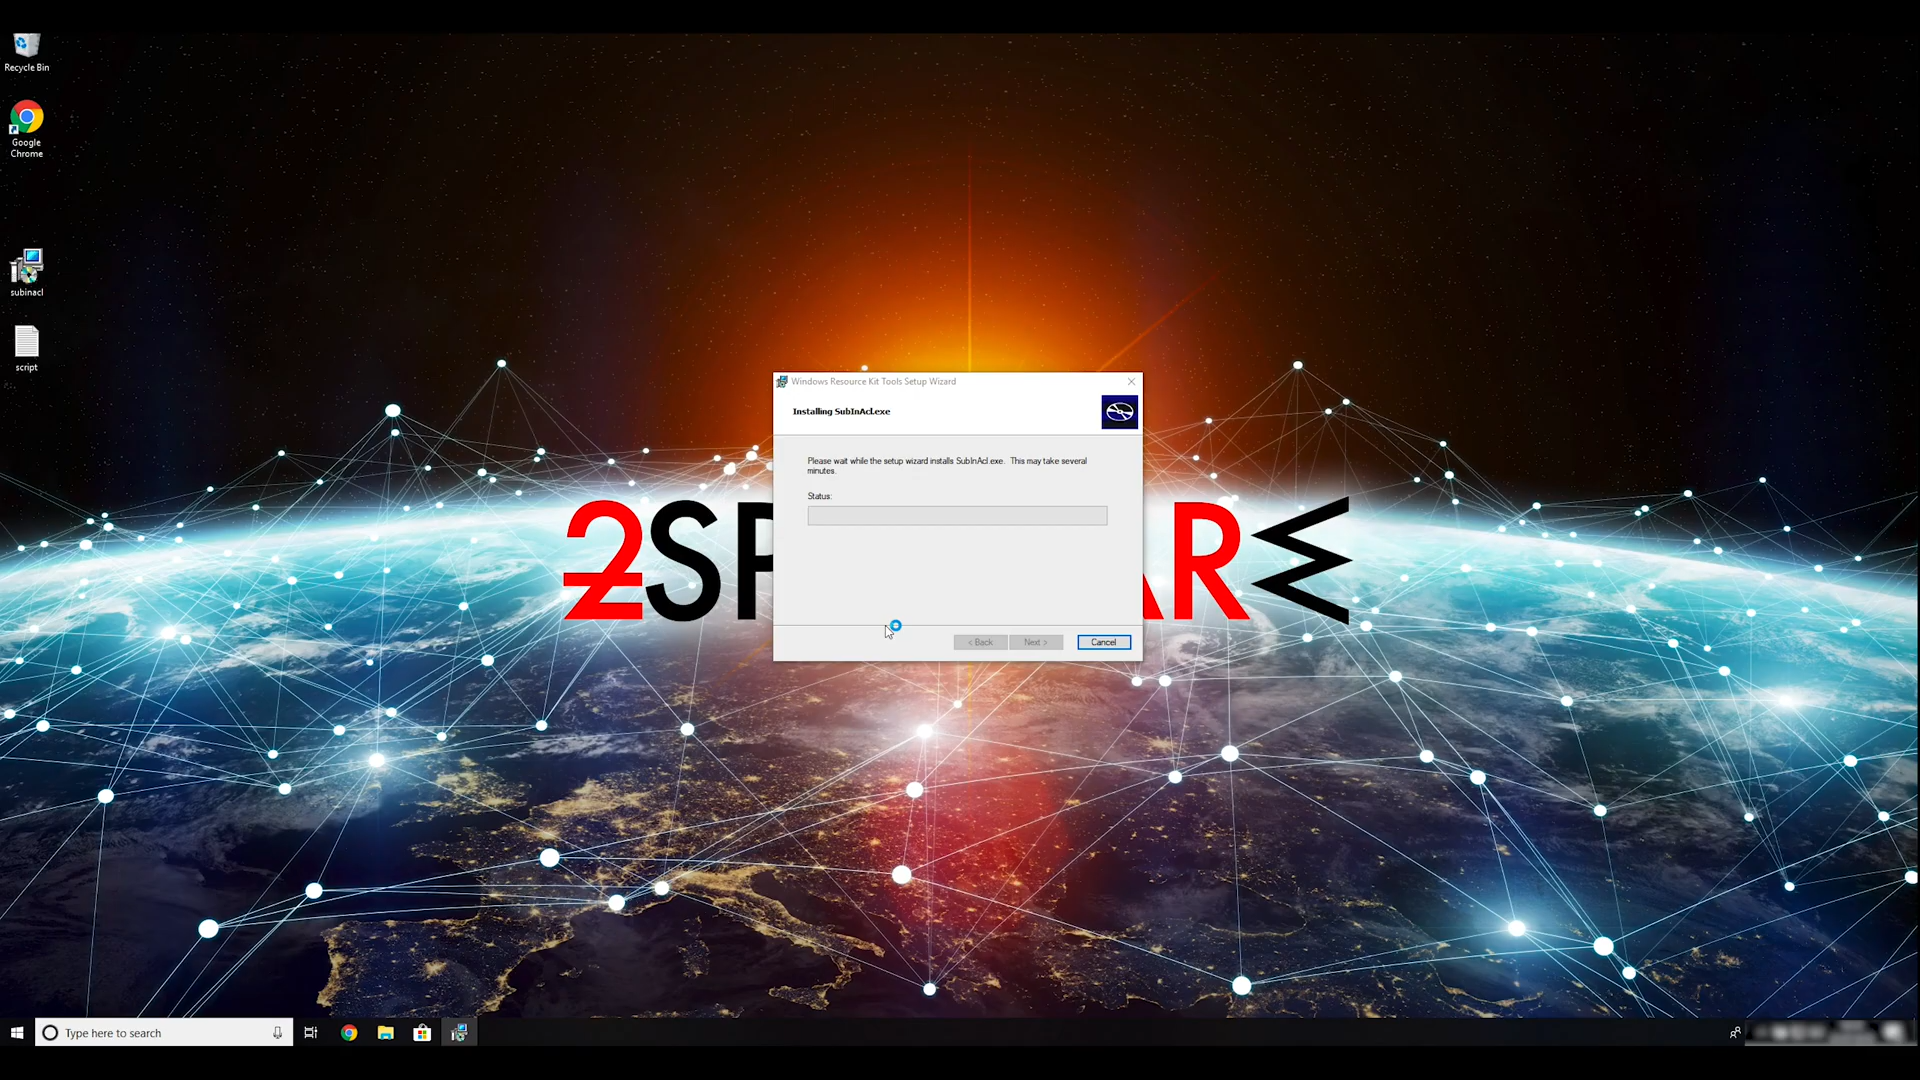 Recycle Bin
Google
Chrome
subinacl
script
Windows Resource Kit Tools Setup Wizard
Installing SubInAcl.exe
Please wait while the setup wizard installs SubInAcl.exe. This may take several
minutes.
Status:
< Back
Next >
Cancel
2SP
R
Type here to search